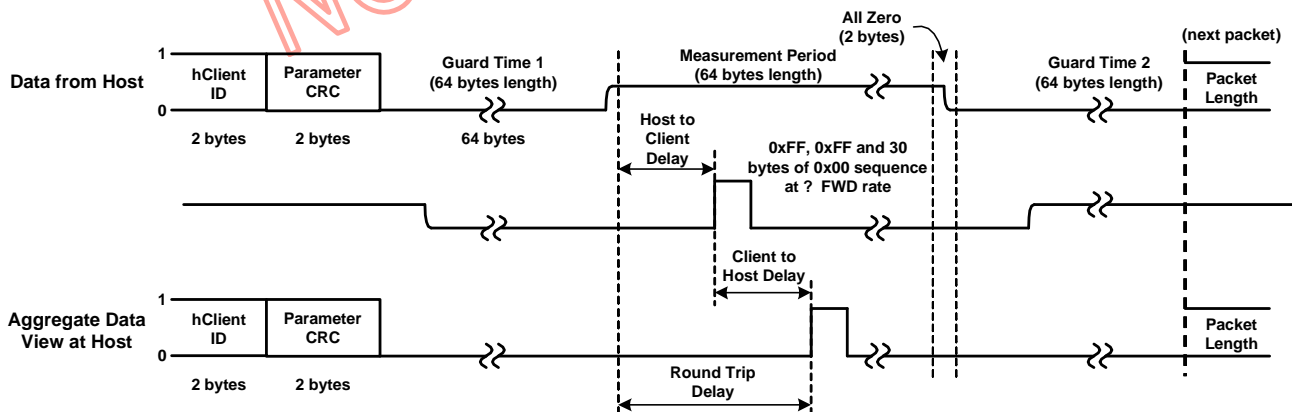 All Zero
(2 bytes)
(next packet)
1
Data from Host
0
hClient
ID
Parameter
CRC
Guard Time 1
(64 bytes length)
Measurement Period
(64 bytes length)
Guard Time 2
(64 bytes length)
Packet
Length
2 bytes
2 bytes
64 bytes
Host to
Client
Delay
0xFF, 0xFF and 30
bytes of 0x00 sequence
at ? FWD rate
Client to
Host Delay
1
Aggregate Data
View at Host
0
hClient
ID
Parameter
CRC
Packet
Length
2 bytes
2 bytes
Round Trip
Delay